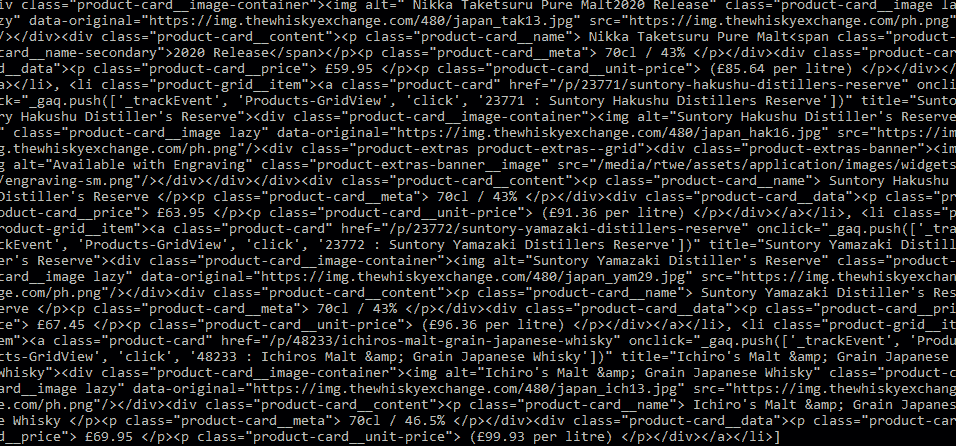 iv class="product-card__image-container"><img alt=" Nikka Taketsuru Pure Malt2020 Release" class="product-card__image la
zy" data-original="https://img.thewhiskyexchange.com/480/japan_tak13.jpg" src="https://img.thewhiskyexchange.com/ph.png"
/></div><div class="product-card__content"><p class="product-card__name"> Nikka Taketsuru Pure Malt<span class="product-
card__name-secondary">2020 Release</span></p><p class="product-card__meta"> 70cl / 43% </p></div><div class="product-car
d__data"><p class="product-card__price"> £59.95 </p><p class="product-card__unit-price"> (£85.64 per litre) </p></div></
a></li>, <li class="product-grid__item"><a class="product-card" href="/p/23771/suntory-hakushu-distillers-reserve" oncli
ck="_gaq.push(['_trackEvent', 'Products-GridView', 'click', '23771 : Suntory Hakushu Distillers Reserve'])" title="Sunto
ry Hakushu Distiller's Reserve"><div class="product-card__image-container"><img alt="Suntory Hakushu Distiller's Reserve
" class="product-card__image lazy" data-original="https://img.thewhiskyexchange.com/480/japan_hak16.jpg" src="https://im
g.thewhiskyexchange.com/ph.png"/><div class="product-extras product-extras--grid"><div class="product-extras-banner"><im
g alt="Available with Engraving" class="product-extras-banner__image" src="/media/rtwe/assets/application/images/widgets
/engraving-sm.png"/></div></div></div><div class="product-card__content"><p class="product-card__name"> Suntory Hakushu
Distiller's Reserve </p><p class="product-card__meta"> 70cl / 43% </p></div><div class="product-card__data"><p class="p
roduct-card__price"> £63.95 </p><p class="product-card__unit-price"> (£91.36 per litre) </p></div></a></li>, <li class="
product-grid__item"><a class="product-card" href="/p/23772/suntory-yamazaki-distillers-reserve" onclick="_gaq.push(['_tra
ckEvent', 'Products-GridView', 'click', '23772 : Suntory Yamazaki Distillers Reserve'])" title="Suntory Yamazaki Distill
er's Reserve"><div class="product-card__image-container"><img alt="Suntory Yamazaki Distiller's Reserve" class="product-
card__image lazy" data-original="https://img.thewhiskyexchange.com/480/japan_yam29.jpg" src="https://img.thewhiskyexchan
ge.com/ph.png"/></div><div class="product-card__content"><p class="product-card__name"> Suntory Yamazaki Distiller's Res
erve </p><p class="product-card__meta"> 70cl / 43% </p></div><div class="product-card__data"><p class="product-card__pri
ce"> £67.45 </p><p class="product-card__unit-price"> (£96.36 per litre) </p></div></a></li>, <li class="product-grid__it
em"><a class="product-card" href="/p/48233/ichiros-malt-grain-japanese-whisky" onclick="_gaq.push(['_trackEvent', 'Produ
cts-GridView', 'click', '48233 : Ichiros Malt &amp; Grain Japanese Whisky'])" title="Ichiro's Malt &amp; Grain Japanese
Whisky"><div class="product-card__image-container"><img alt="Ichiro's Malt &amp; Grain Japanese Whisky" class="product-c
ard__image lazy" data-original="https://img.thewhiskyexchange.com/480/japan_ich13.jpg" src="https://img.thewhiskyexchang
e.com/ph.png"/></div><div class="product-card__content"><p class="product-card__name"> Ichiro's Malt &amp; Grain Japanes
e Whisky </p><p class="product-card__meta"> 70cl / 46.5% </p></div><div class="product-card__data"><p class="product-car
d__price"> £69.95 </p><p class="product-card__unit-price"> (£99.93 per litre) </p></div></a></li>]